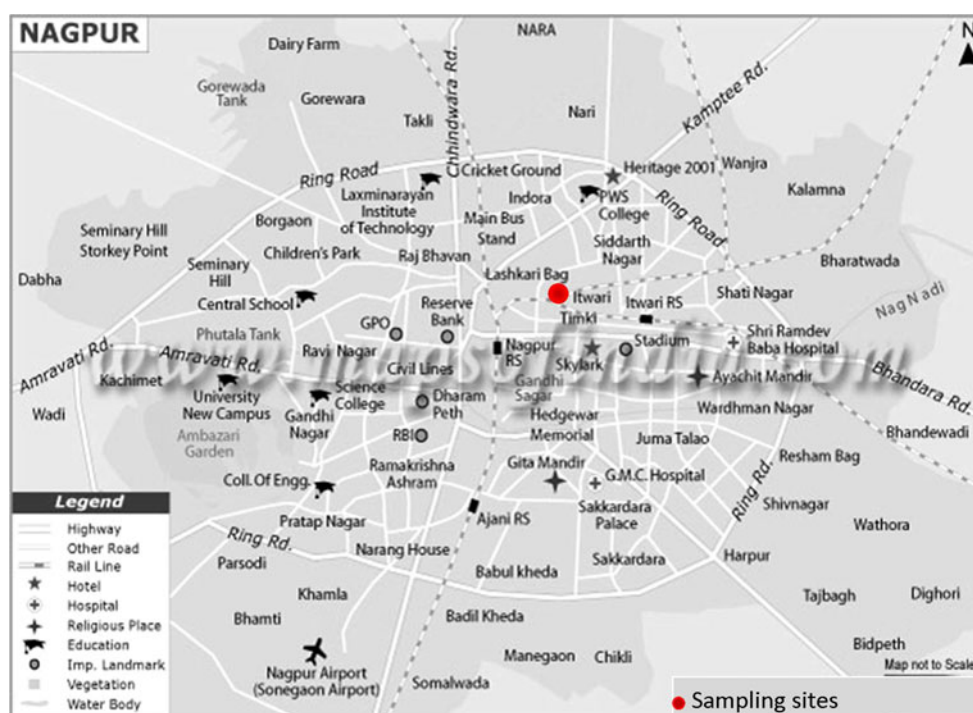 NAGPUR
NARA
N
Dairy Farm
Gorewada
Tank
Gorewara
Takli
Chhindwara Rd.
Nari
Kamptee Rd.
Ring Road
Cricket Ground
Heritage 2001
Wanjra
Laxminarayan
Institute
of Technology
Indora
PWS
College
Kalamna
Ring Road
Main Bus
Stand
Borgaon
Seminary Hill
Storkey Point
Children's Park
Raj Bhavan
Siddarth
Nagar
Dabha
Seminary
Hill
Lashkari Bag
Bharatwada
Central School
Reserve
Bank
Itwari
Itwari RS
Shati Nagar
Nag Nadi
GPO
Timki
Phutala Tank
Ravi Nagar
Nagpur
RS
Skylark
Stadium
Shri Ramdev
Baba Hospital
Amravati Rd.
Amravati Rd.
www.mapsofindia.com
Kachimet
Civil Lines
Gandhi
Sagar
Ayachit Mandir
Bhandara Rd.
Wadi
University
New Campus
Science
College
Gandhi
Nagar
Dharam
Peth
Hedgewar
Memorial
Wardhman Nagar
Ambazari
Garden
RBI
Juma Talao
Bhandewadi
Ramakrishna
Ashram
Gita Mandir
G.M.C. Hospital
Resham Bag
Coll. Of Engg.
Ring Rd.
Shivnagar
Sakkardara
Palace
Pratap Nagar
Ajani RS
Wathora
Ring Rd.
Narang House
Sakkardara
Harpur
Parsodi
Babul kheda
Khamla
Tajbagh
Dighori
Bhamti
Badil Kheda
Bidpeth
Manegaon
Chikli
Nagpur Airport
(Sonegaon Airport)
Somalwada
Map not to Scale
Legend
Highway
Other Road
Rail Line
Hotel
Hospital
Religious Place
Education
Imp. Landmark
Vegetation
Water Body
Sampling sites